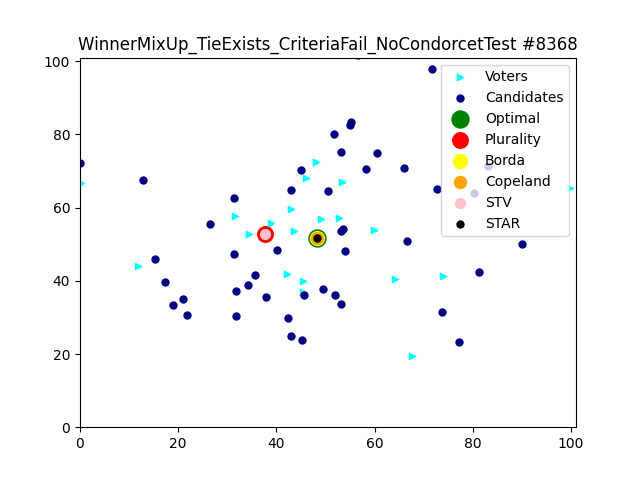 WinnerMixUp_TieExists_CriteriaFail_NoCondorcetTest #8368
100
80
60
40
20
0
0 20 40 60 80 100
Voters
Candidates
Optimal
Plurality
Borda
Copeland
STV
STAR